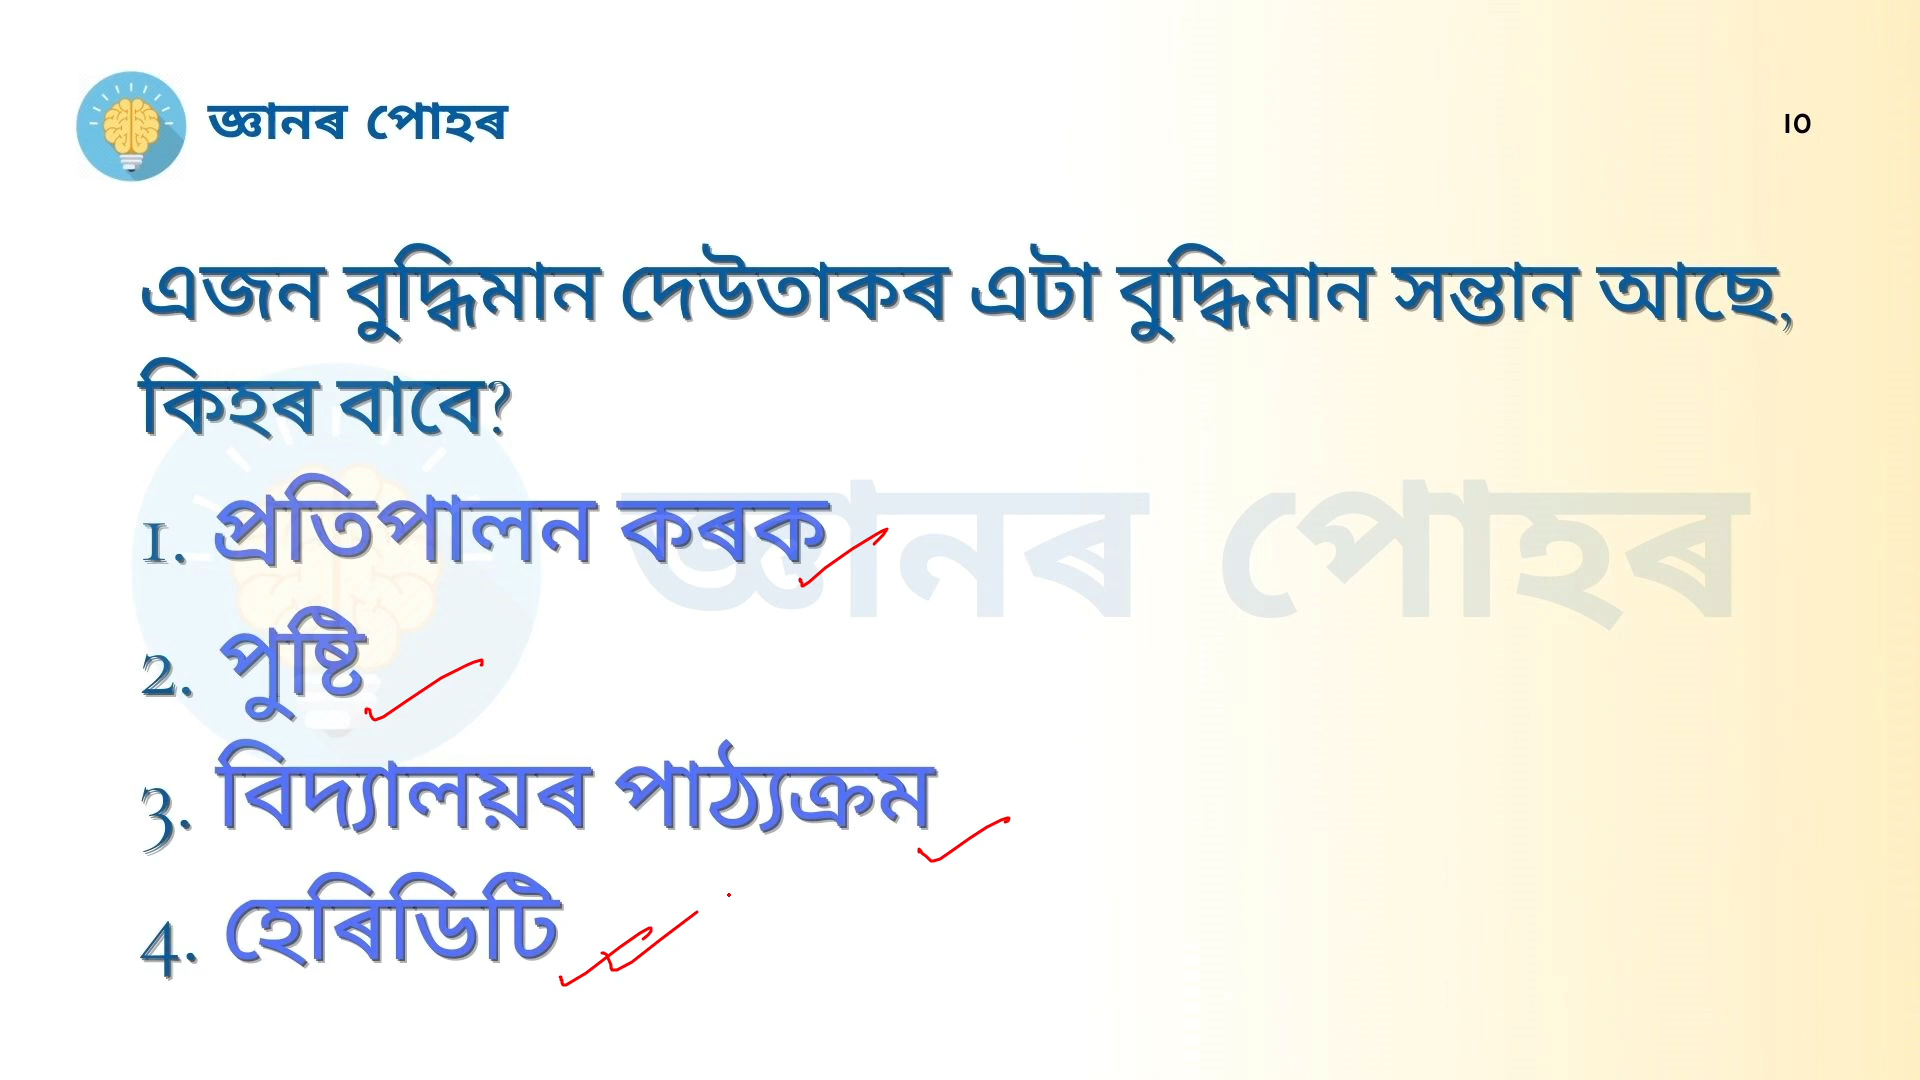 জ্ঞানৰ পোহৰ
10
এজন বুদ্ধিমান দেউতাকৰ এটা বুদ্ধিমান সন্তান আছে,
কিহৰ বাবে?
1. প্ৰতিপালন কৰক
2. পুষ্টি
3. বিদ্যালয়ৰ পাঠ্যক্ৰম
4. হেৰিডিটি
জ্ঞানৰ পোহৰ